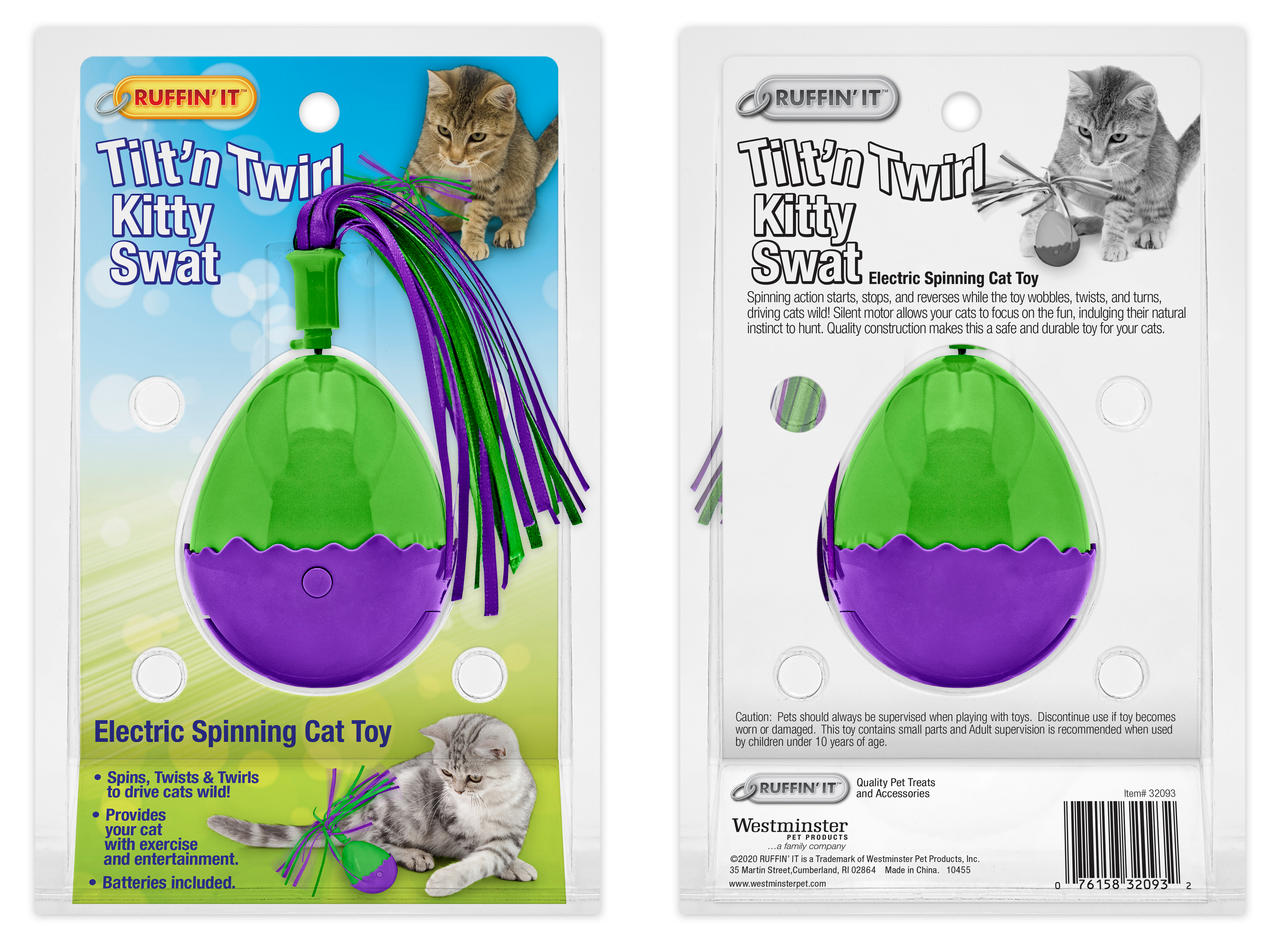 RUFFIN' IT™
Tilt'n Twirl
Kitty
Swat
Electric Spinning Cat Toy
• Spins, Twists & Twirls
to drive cats wild!
• Provides
your cat
with exercise
and entertainment.
• Batteries included.
RUFFIN' IT™
Tilt'n Twirl
Kitty
Swat Electric Spinning Cat Toy
Spinning action starts, stops, and reverses while the toy wobbles, twists, and turns,
driving cats wild! Silent motor allows your cats to focus on the fun, indulging their natural
instinct to hunt. Quality construction makes this a safe and durable toy for your cats.
Caution: Pets should always be supervised when playing with toys. Discontinue use if toy becomes
worn or damaged. This toy contains small parts and Adult supervision is recommended when used
by children under 10 years of age.
RUFFIN' IT™
Quality Pet Treats
and Accessories
Item# 32093
Westminster
PET PRODUCTS
...a family company
©2020 RUFFIN' IT is a Trademark of Westminster Pet Products, Inc.
35 Martin Street,Cumberland, RI 02864 Made in China. 10455
www.westminsterpet.com
0 76158 32093 2